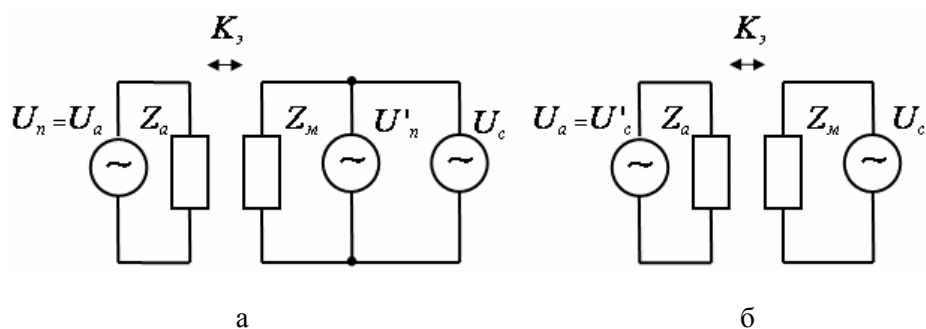 Kэ Kэ
Uп=Uа Zа Zм U'п Uс Uа=U'с Zа Zм Uс
~ ~ ~ ~ ~
а б